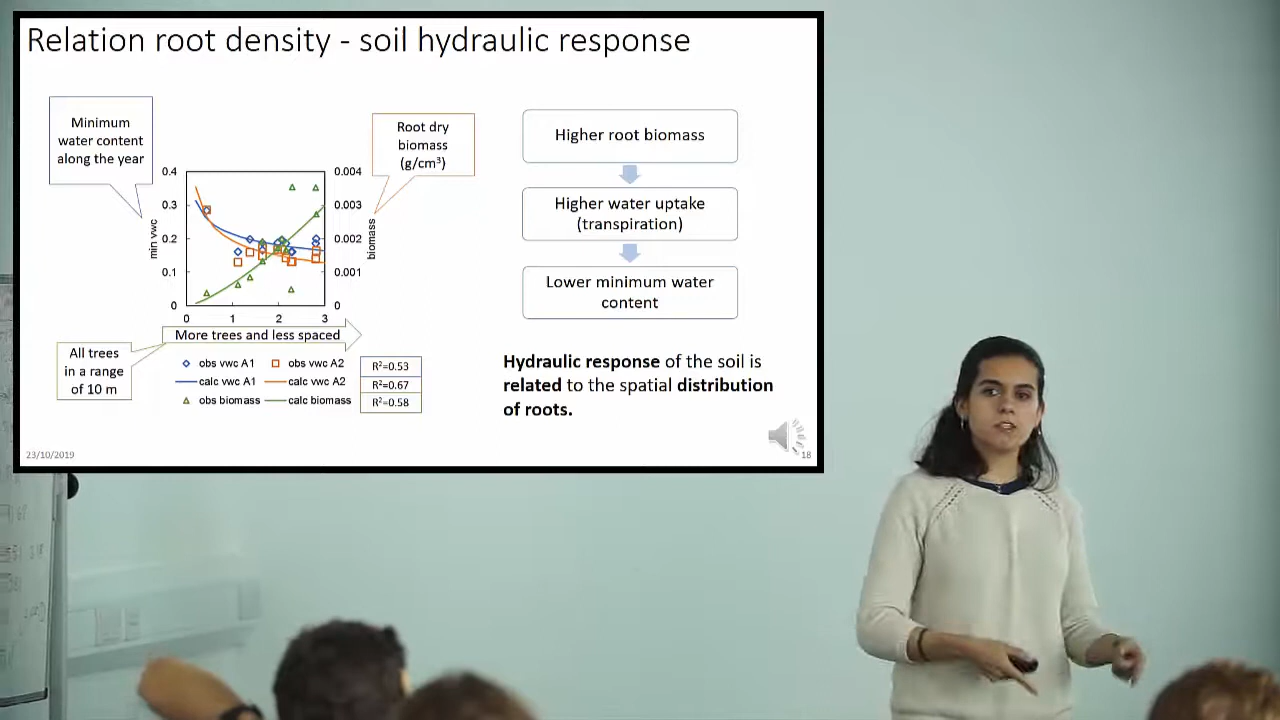 Relation root density - soil hydraulic response
Minimum
water content
along the year
Root dry
biomass
(g/cm³)
0.4
0.3
0.2
0.1
0
min vwc
0.004
0.003
0.002
0.001
0
biomass
0 1 2 3
More trees and less spaced
All trees
in a range
of 10 m
obs vwc A1 obs vwc A2 R²=0.53
calc vwc A1 calc vwc A2 R²=0.67
obs biomass calc biomass R²=0.58
Higher root biomass
Higher water uptake
(transpiration)
Lower minimum water
content
Hydraulic response of the soil is
related to the spatial distribution
of roots.
23/10/2019
18